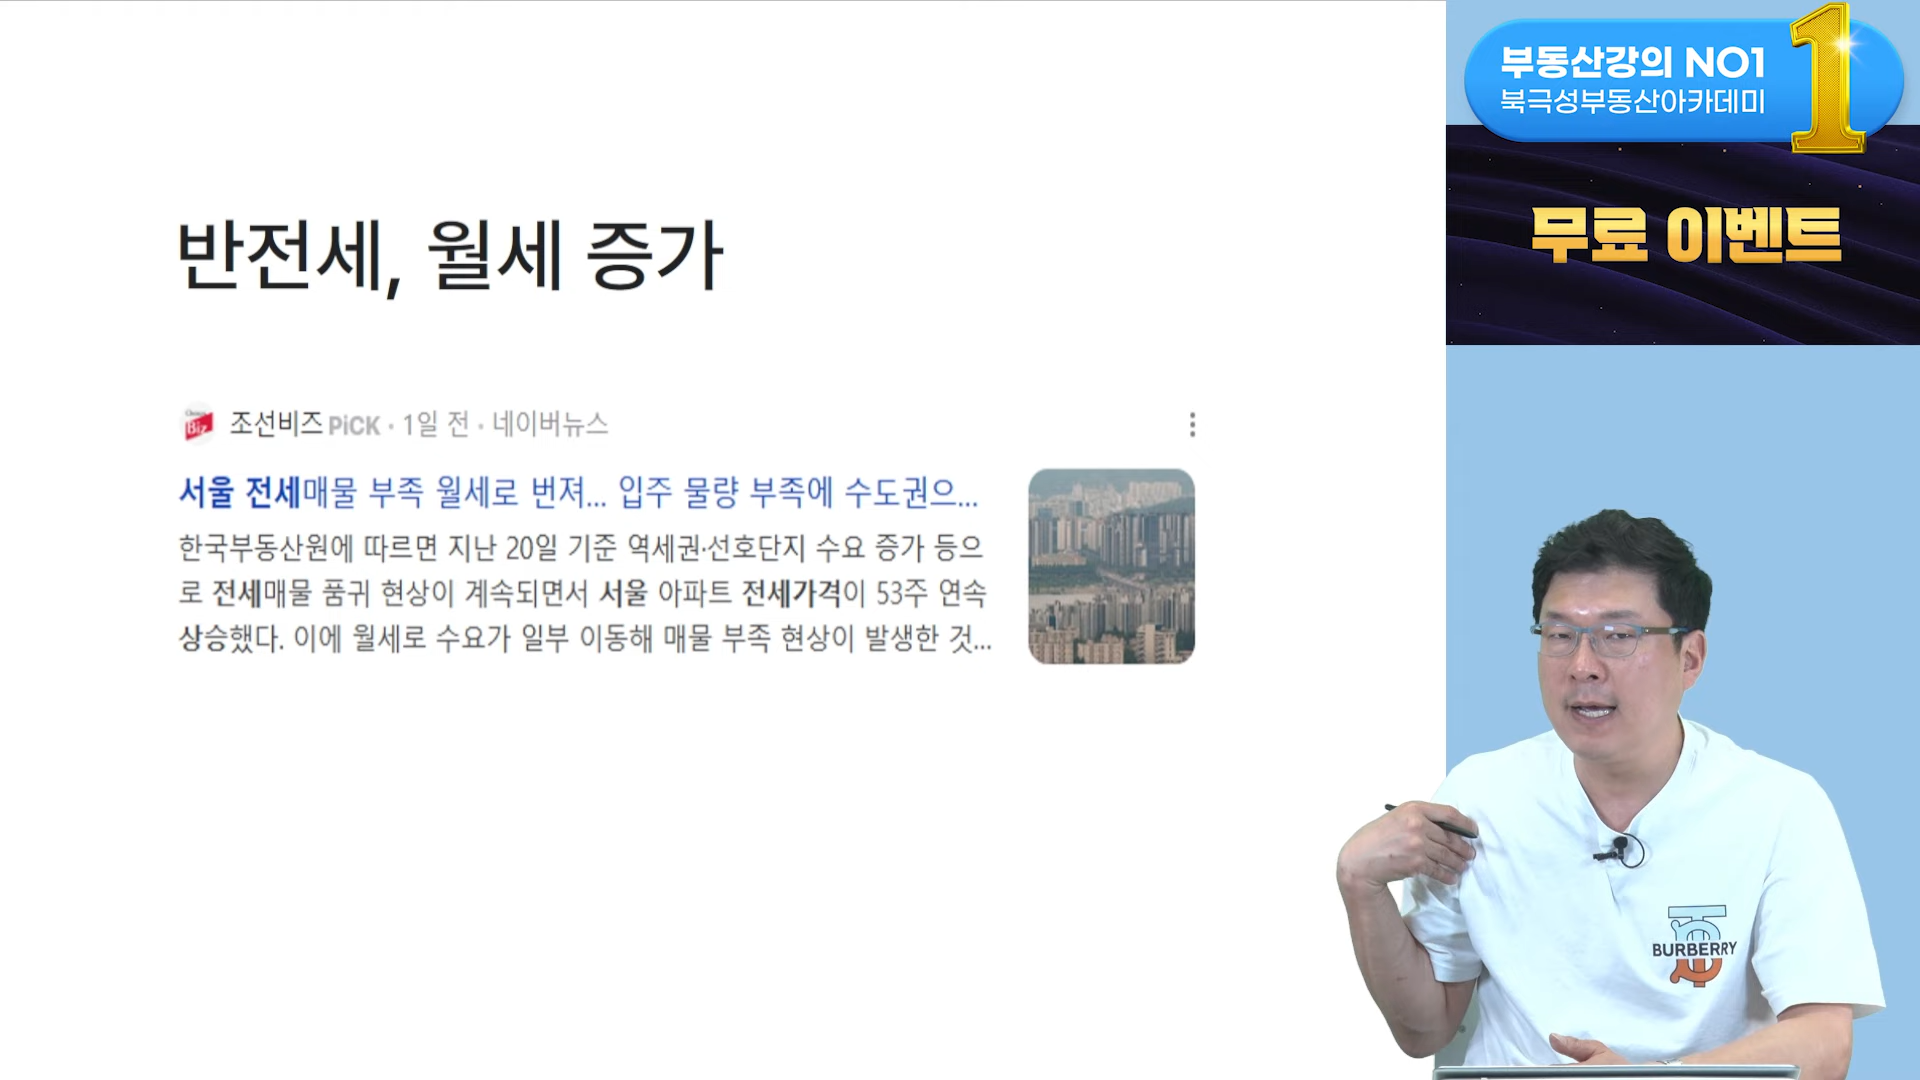 반전세, 월세 증가
Biz 조선비즈 PiCK · 1일 전 · 네이버뉴스
서울 전세매물 부족 월세로 번져... 입주 물량 부족에 수도권으...
한국부동산원에 따르면 지난 20일 기준 역세권·선호단지 수요 증가 등으
로 전세매물 품귀 현상이 계속되면서 서울 아파트 전세가격이 53주 연속
상승했다. 이에 월세로 수요가 일부 이동해 매물 부족 현상이 발생한 것...
부동산강의 NO1
북극성부동산아카데미
1
무료 이벤트
BURBERRY